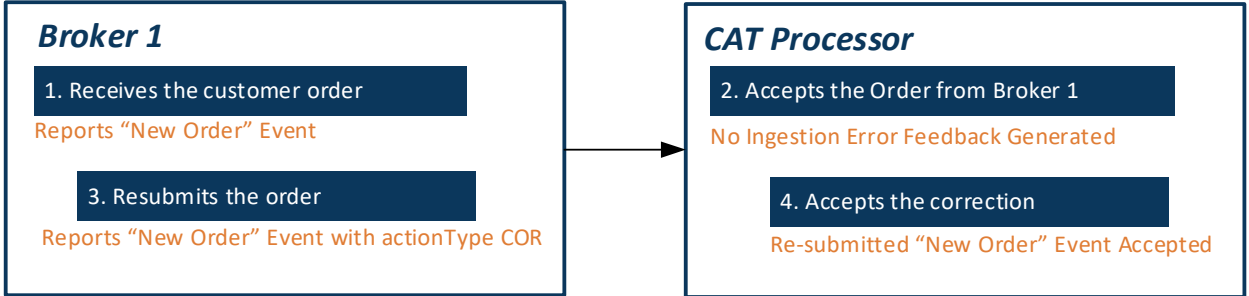 Broker 1
1. Receives the customer order
Reports “New Order” Event
3. Resubmits the order
Reports “New Order” Event with actionType COR
CAT Processor
2. Accepts the Order from Broker 1
No Ingestion Error Feedback Generated
4. Accepts the correction
Re-submitted “New Order” Event Accepted